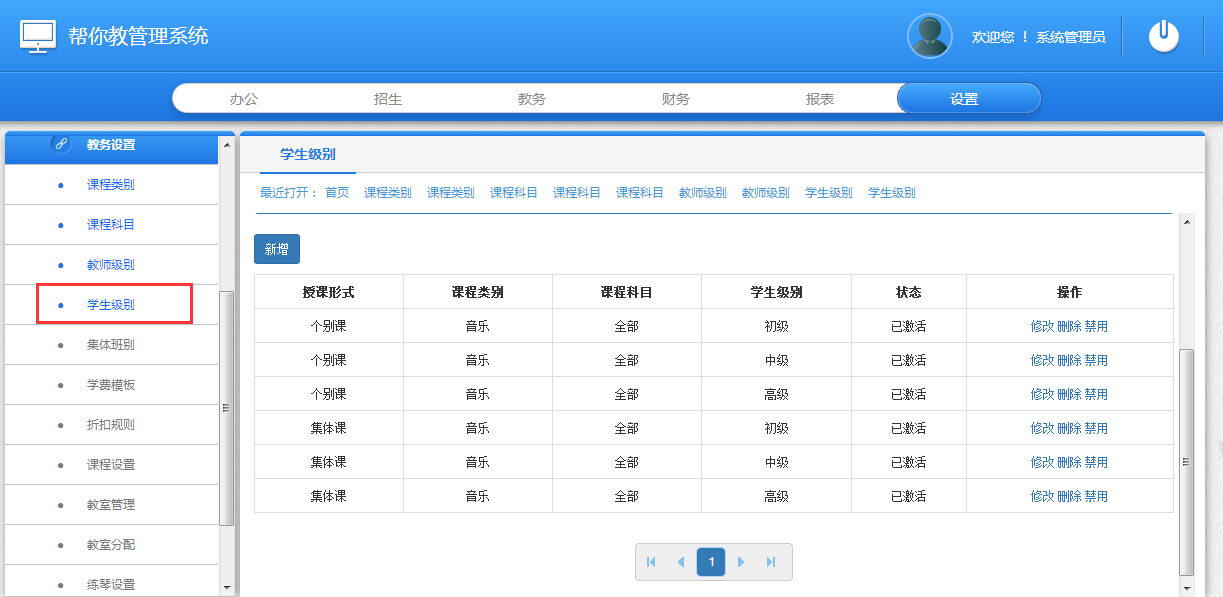 帮你教管理系统
欢迎您 ！ 系统管理员
办公 招生 教务 财务 报表 设置
教务设置
课程类别
课程科目
教师级别
学生级别
集体班别
学费模板
折扣规则
课程设置
教室管理
教室分配
练琴设置
学生级别
最近打开： 首页 课程类别 课程类别 课程科目 课程科目 课程科目 教师级别 教师级别 学生级别 学生级别
新增
授课形式 课程类别 课程科目 学生级别 状态 操作
个别课 音乐 全部 初级 已激活 修改 删除 禁用
个别课 音乐 全部 中级 已激活 修改 删除 禁用
个别课 音乐 全部 高级 已激活 修改 删除 禁用
集体课 音乐 全部 初级 已激活 修改 删除 禁用
集体课 音乐 全部 中级 已激活 修改 删除 禁用
集体课 音乐 全部 高级 已激活 修改 删除 禁用
1